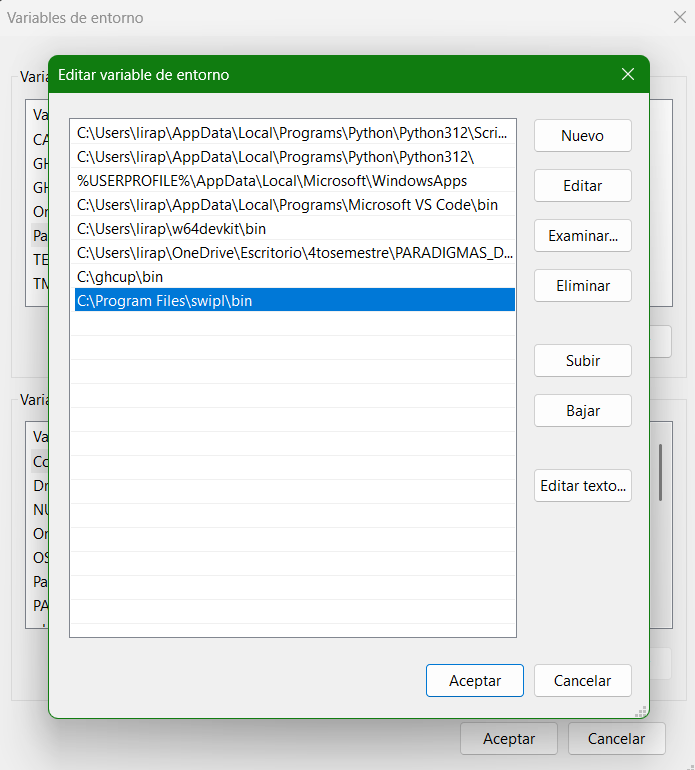 Variables de entorno
Editar variable de entorno
C:\Users\lirap\AppData\Local\Programs\Python\Python312\Scri...
C:\Users\lirap\AppData\Local\Programs\Python\Python312\
%USERPROFILE%\AppData\Local\Microsoft\WindowsApps
C:\Users\lirap\AppData\Local\Programs\Microsoft VS Code\bin
C:\Users\lirap\w64devkit\bin
C:\Users\lirap\OneDrive\Escritorio\4tosemestre\PARADIGMAS_D...
C:\ghcup\bin
C:\Program Files\swipl\bin
Nuevo
Editar
Examinar...
Eliminar
Subir
Bajar
Editar texto...
Aceptar
Cancelar
Varia
Va
CA
GH
GH
On
Pa
TE
TM
Varia
Va
Co
Dr
NU
OS
Pa
PA
Aceptar
Cancelar